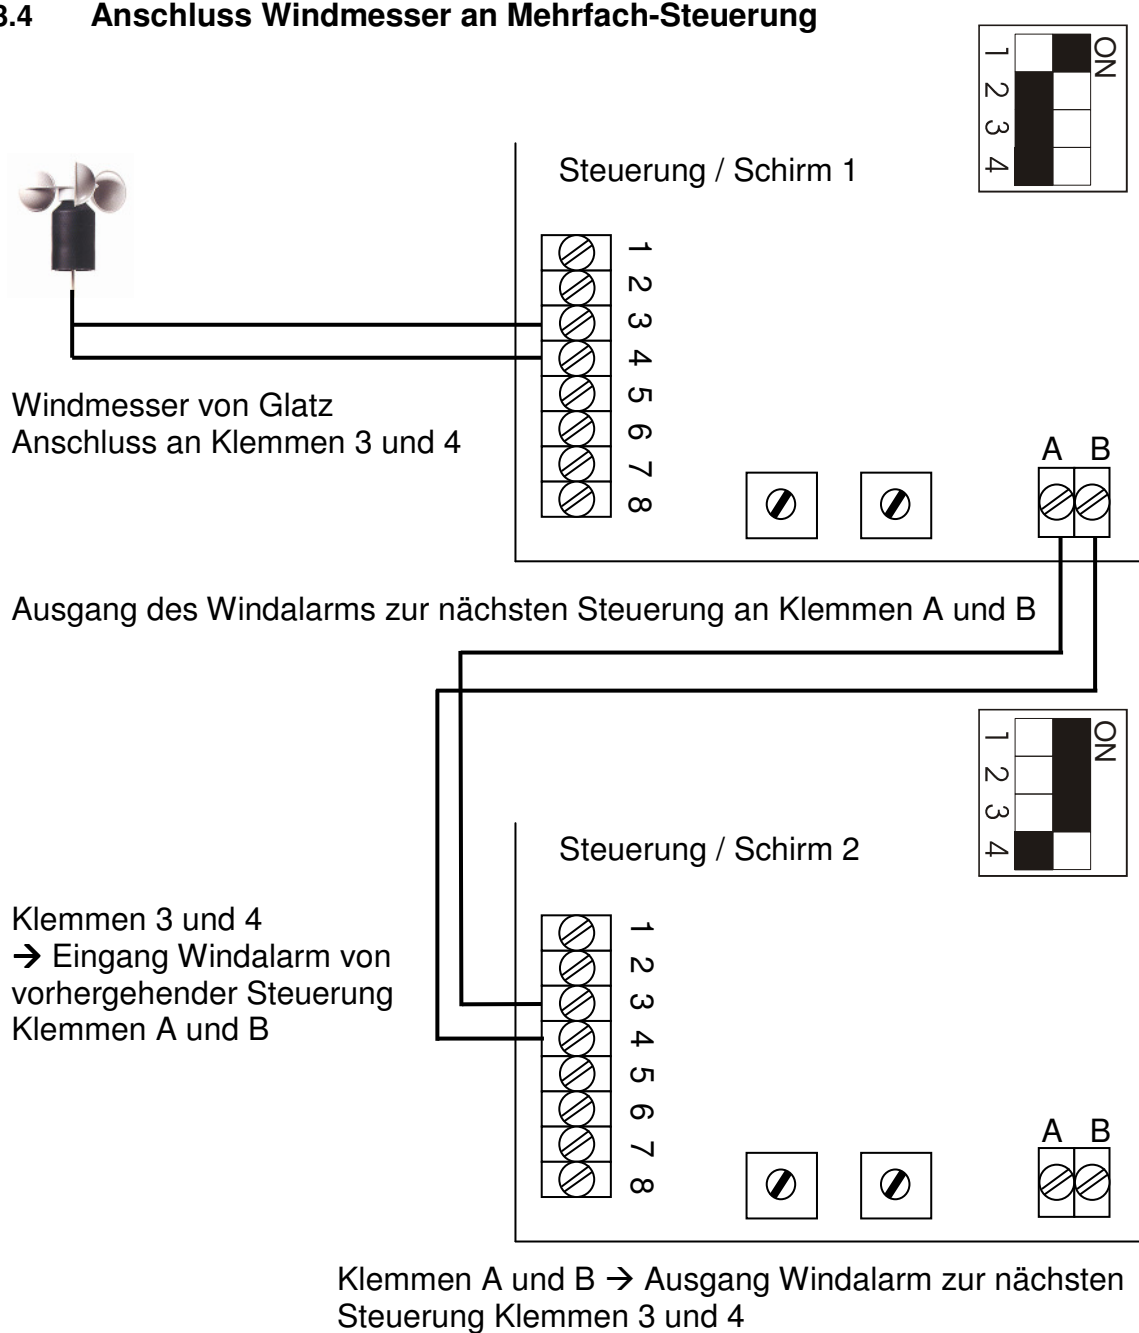 3.4 Anschluss Windmesser an Mehrfach-Steuerung
ON
1
2
3
4
Steuerung / Schirm 1
1
2
3
4
5
6
7
8
Windmesser von Glatz
Anschluss an Klemmen 3 und 4
A B
Ausgang des Windalarms zur nächsten Steuerung an Klemmen A und B
ON
1
2
3
4
Steuerung / Schirm 2
Klemmen 3 und 4
→ Eingang Windalarm von
vorhergehender Steuerung
Klemmen A und B
1
2
3
4
5
6
7
8
A B
Klemmen A und B → Ausgang Windalarm zur nächsten
Steuerung Klemmen 3 und 4